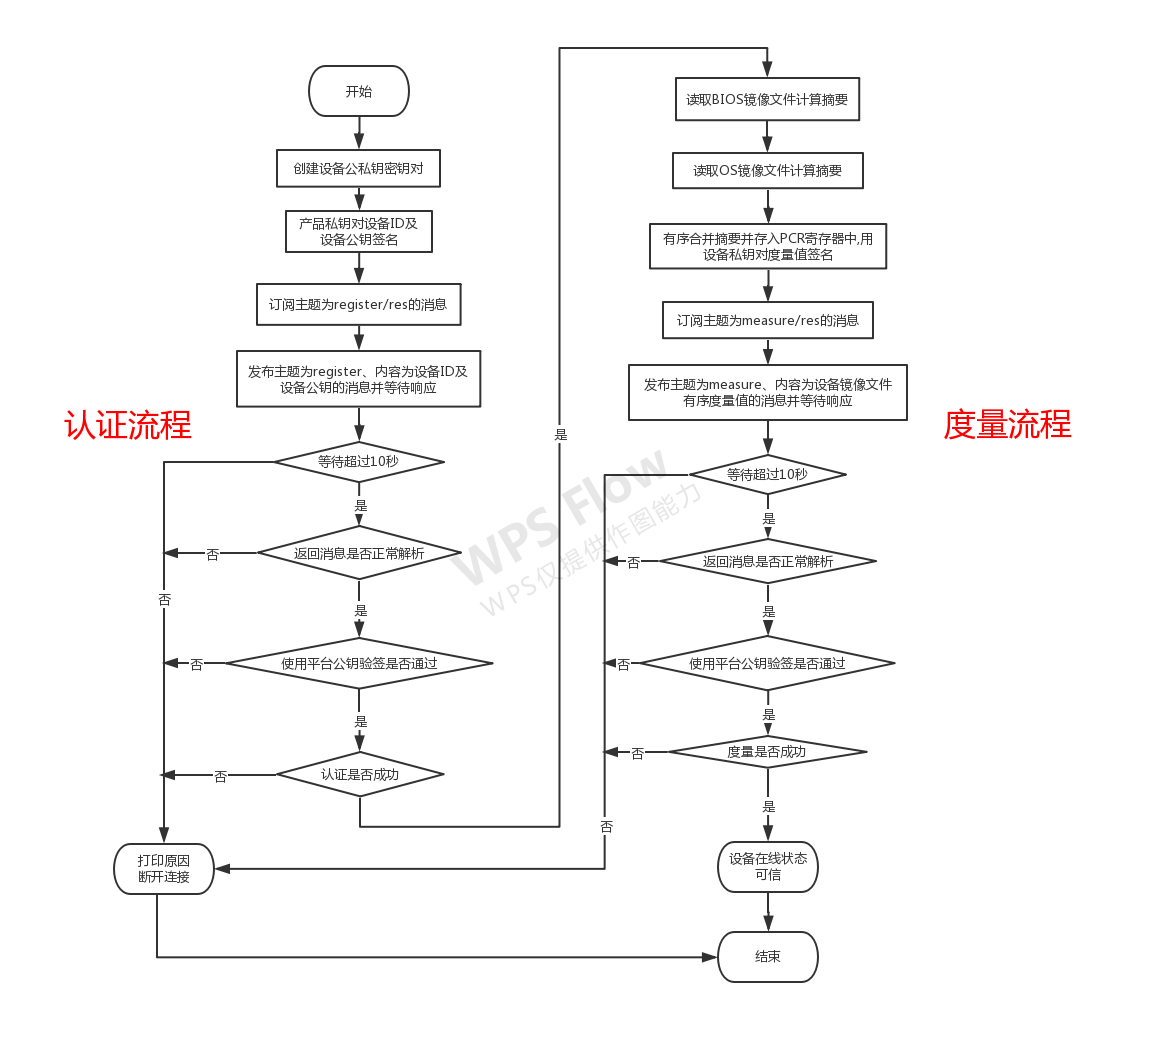 开始
创建设备公私钥密钥对
产品私钥对设备ID及
设备公钥签名
订阅主题为register/res的消息
发布主题为register、内容为设备ID及
设备公钥的消息并等待响应
认证流程
等待超过10秒
是
返回消息是否正常解析
否
否
是
使用平台公钥验签是否通过
否
是
认证是否成功
否
打印原因
断开连接
是
读取BIOS镜像文件计算摘要
读取OS镜像文件计算摘要
有序合并摘要并存入PCR寄存器中,用
设备私钥对度量值签名
订阅主题为measure/res的消息
发布主题为measure、内容为设备镜像文件
有序度量值的消息并等待响应
度量流程
等待超过10秒
是
返回消息是否正常解析
否
是
使用平台公钥验签是否通过
否
是
度量是否成功
否
是
否
设备在线状态
可信
结束
WPS Flow
WPS仅提供作图能力